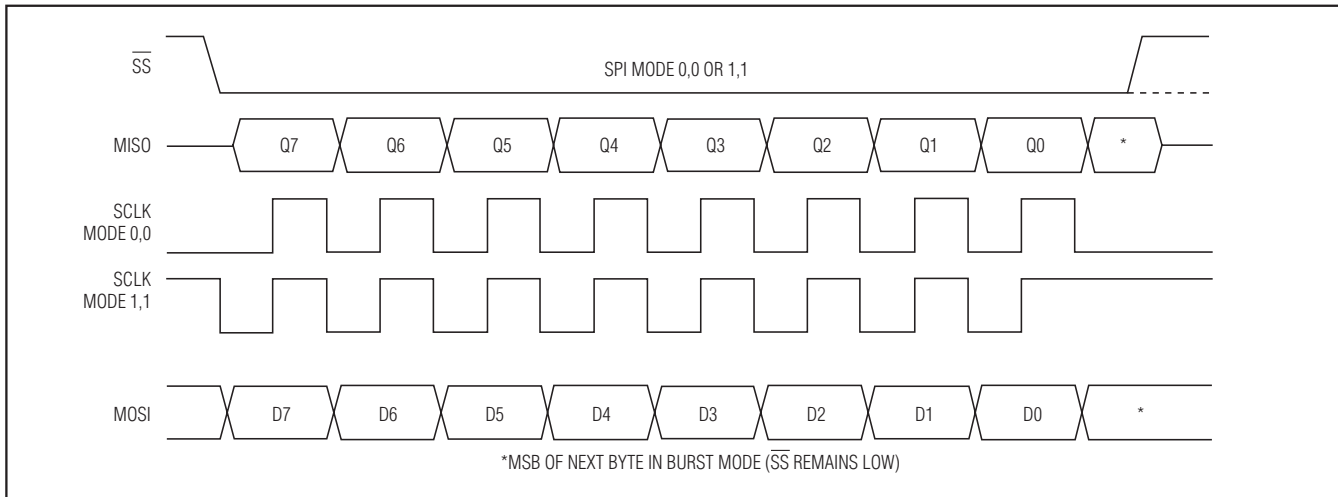 S̅S̅ SPI MODE 0,0 OR 1,1
MISO Q7 Q6 Q5 Q4 Q3 Q2 Q1 Q0 *
SCLK
MODE 0,0
SCLK
MODE 1,1
MOSI D7 D6 D5 D4 D3 D2 D1 D0 *
*MSB OF NEXT BYTE IN BURST MODE (S̅S̅ REMAINS LOW)